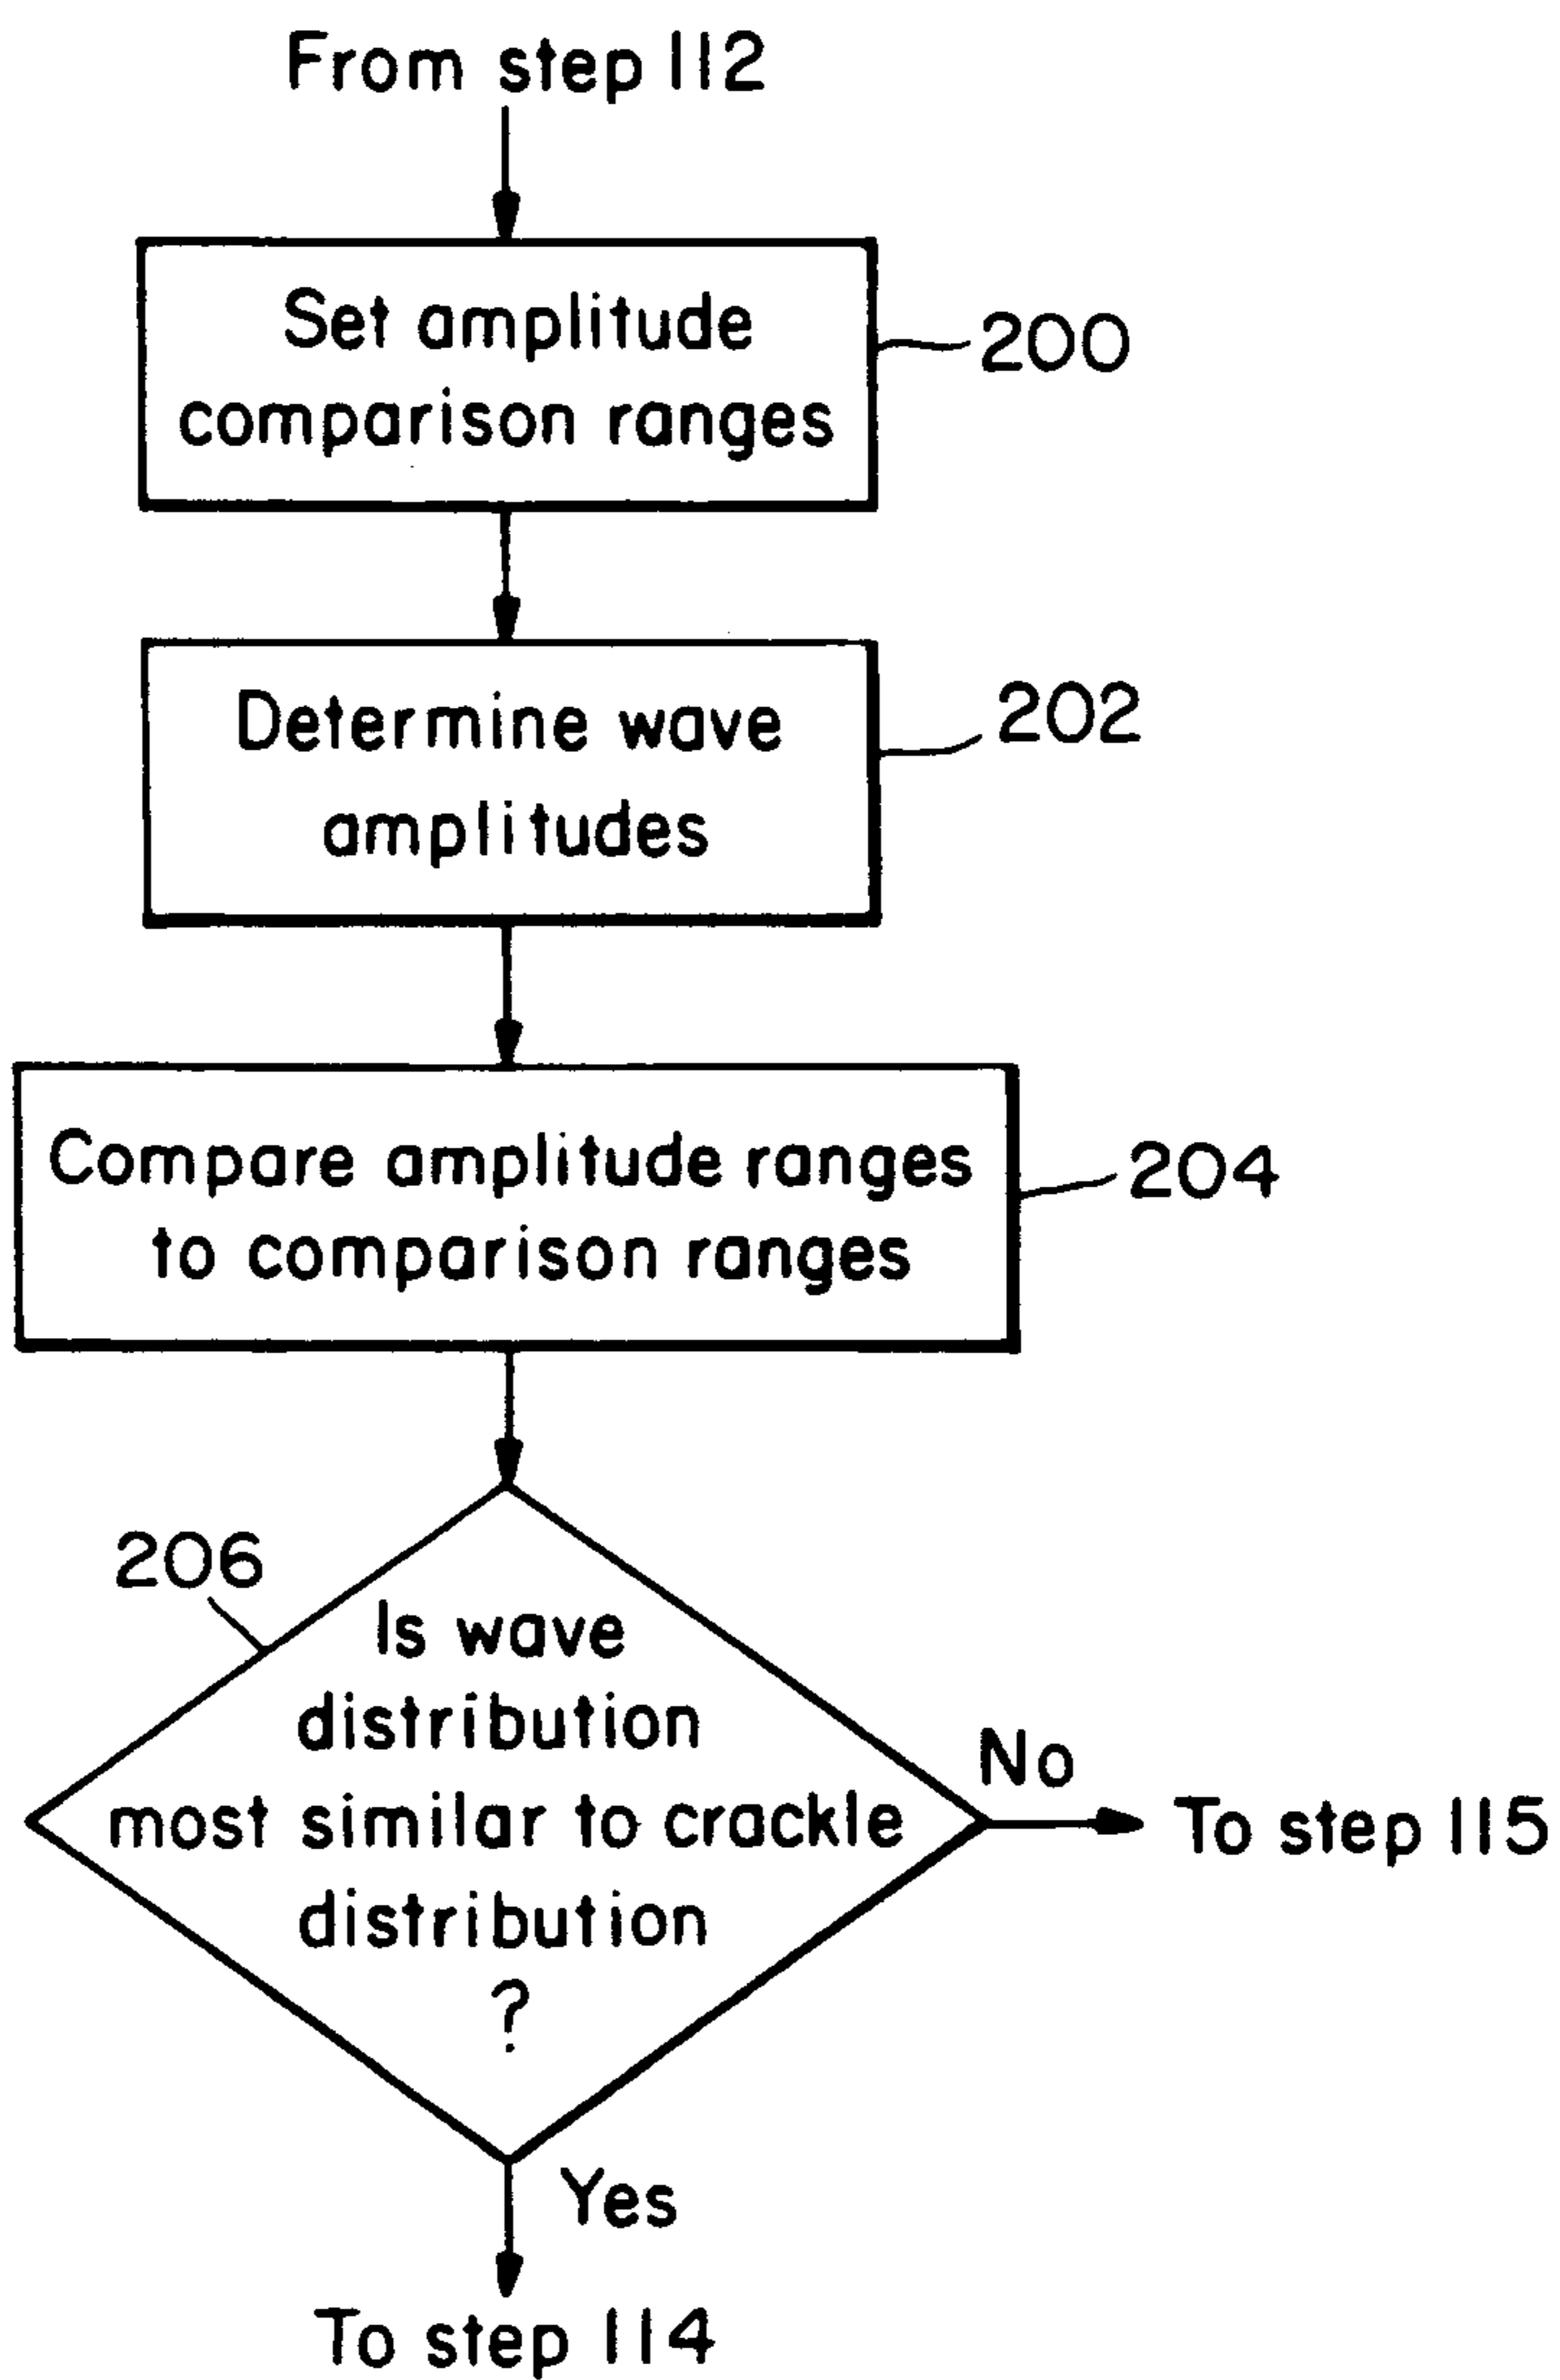 From step 112
Set amplitude
comparison ranges
200
Determine wave
amplitudes
202
Compare amplitude ranges
to comparison ranges
204
206
Is wave
distribution
most similar to crackle
distribution
?
No
To step 115
Yes
To step 114